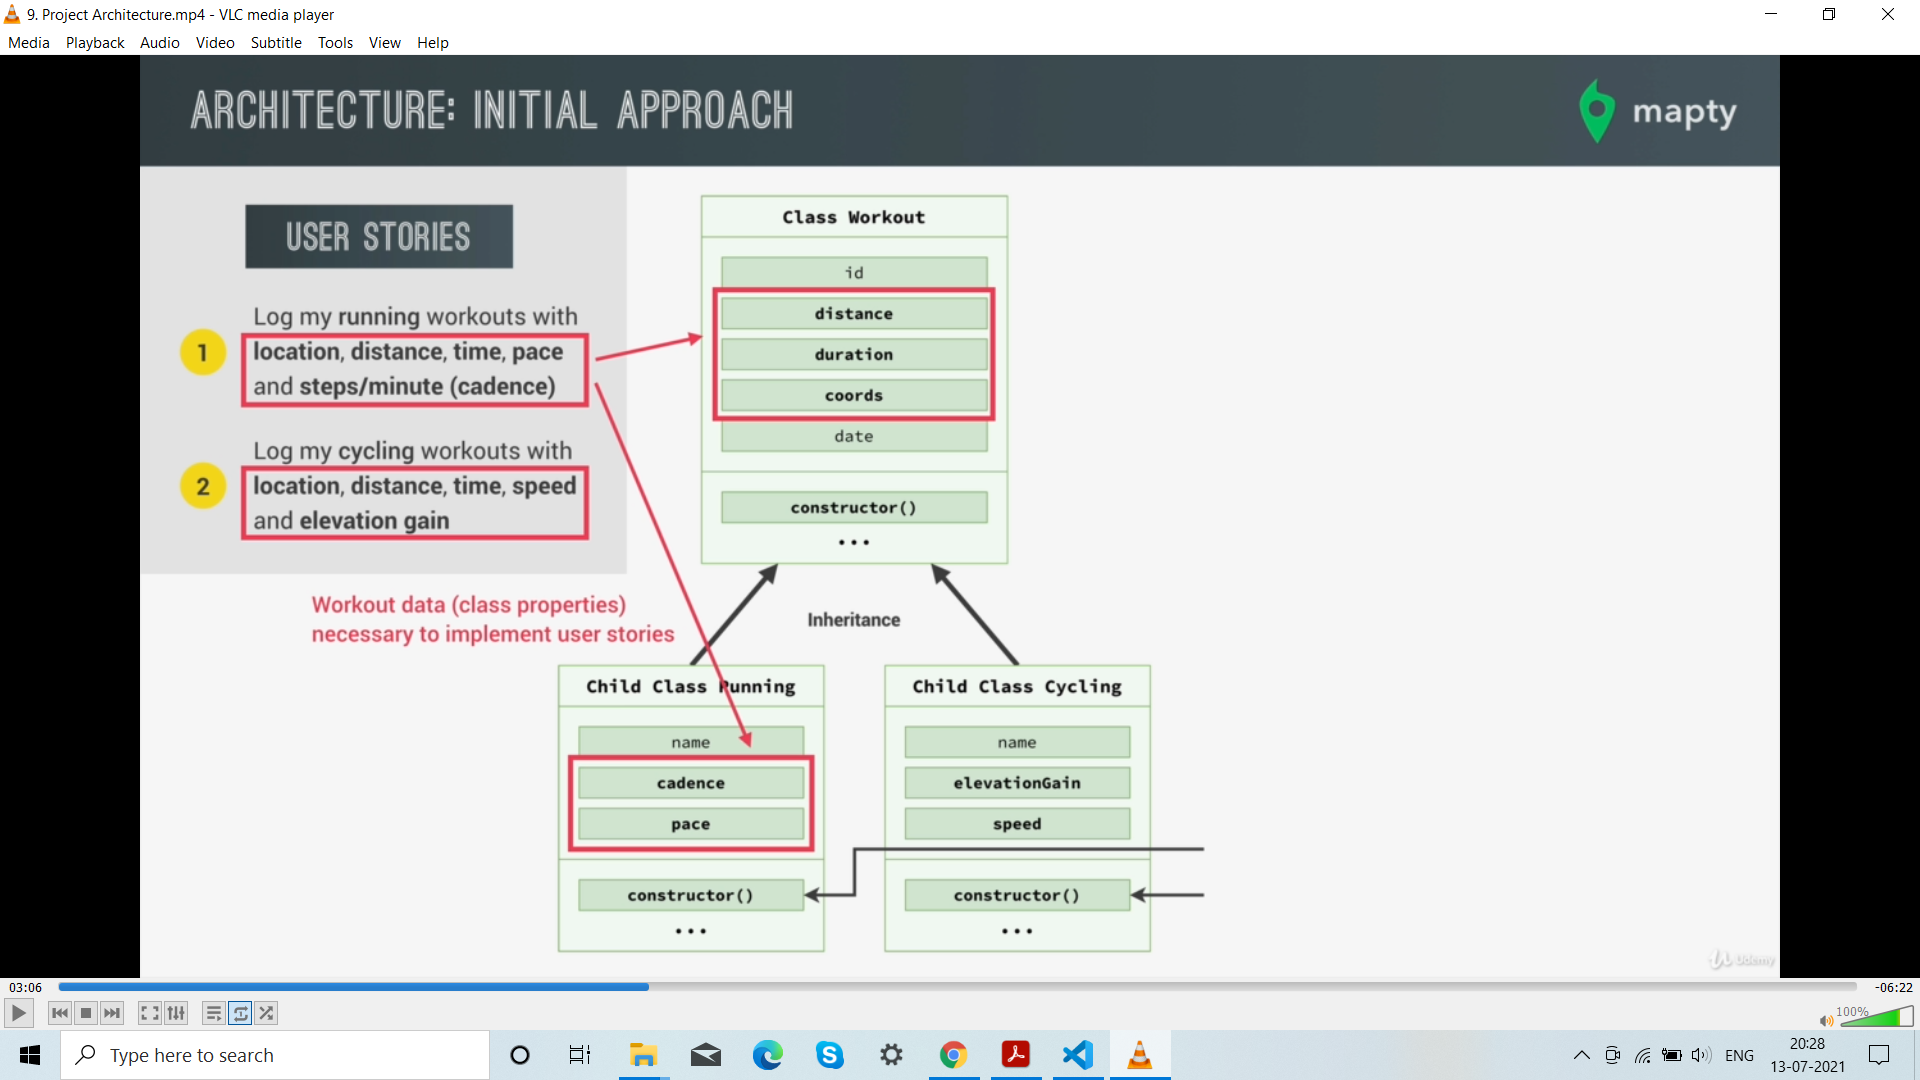 9. Project Architecture.mp4 - VLC media player
Media Playback Audio Video Subtitle Tools View Help
ARCHITECTURE: INITIAL APPROACH
mapty
USER STORIES
1
Log my running workouts with
location, distance, time, pace
and steps/minute (cadence)
2
Log my cycling workouts with
location, distance, time, speed
and elevation gain
Workout data (class properties)
necessary to implement user stories
Class Workout
id
distance
duration
coords
date
constructor()
...
Inheritance
Child Class Running
name
cadence
pace
constructor()
...
Child Class Cycling
name
elevationGain
speed
constructor()
...
Udemy
03:06
-06:22
100%
Type here to search
ENG
20:28
13-07-2021